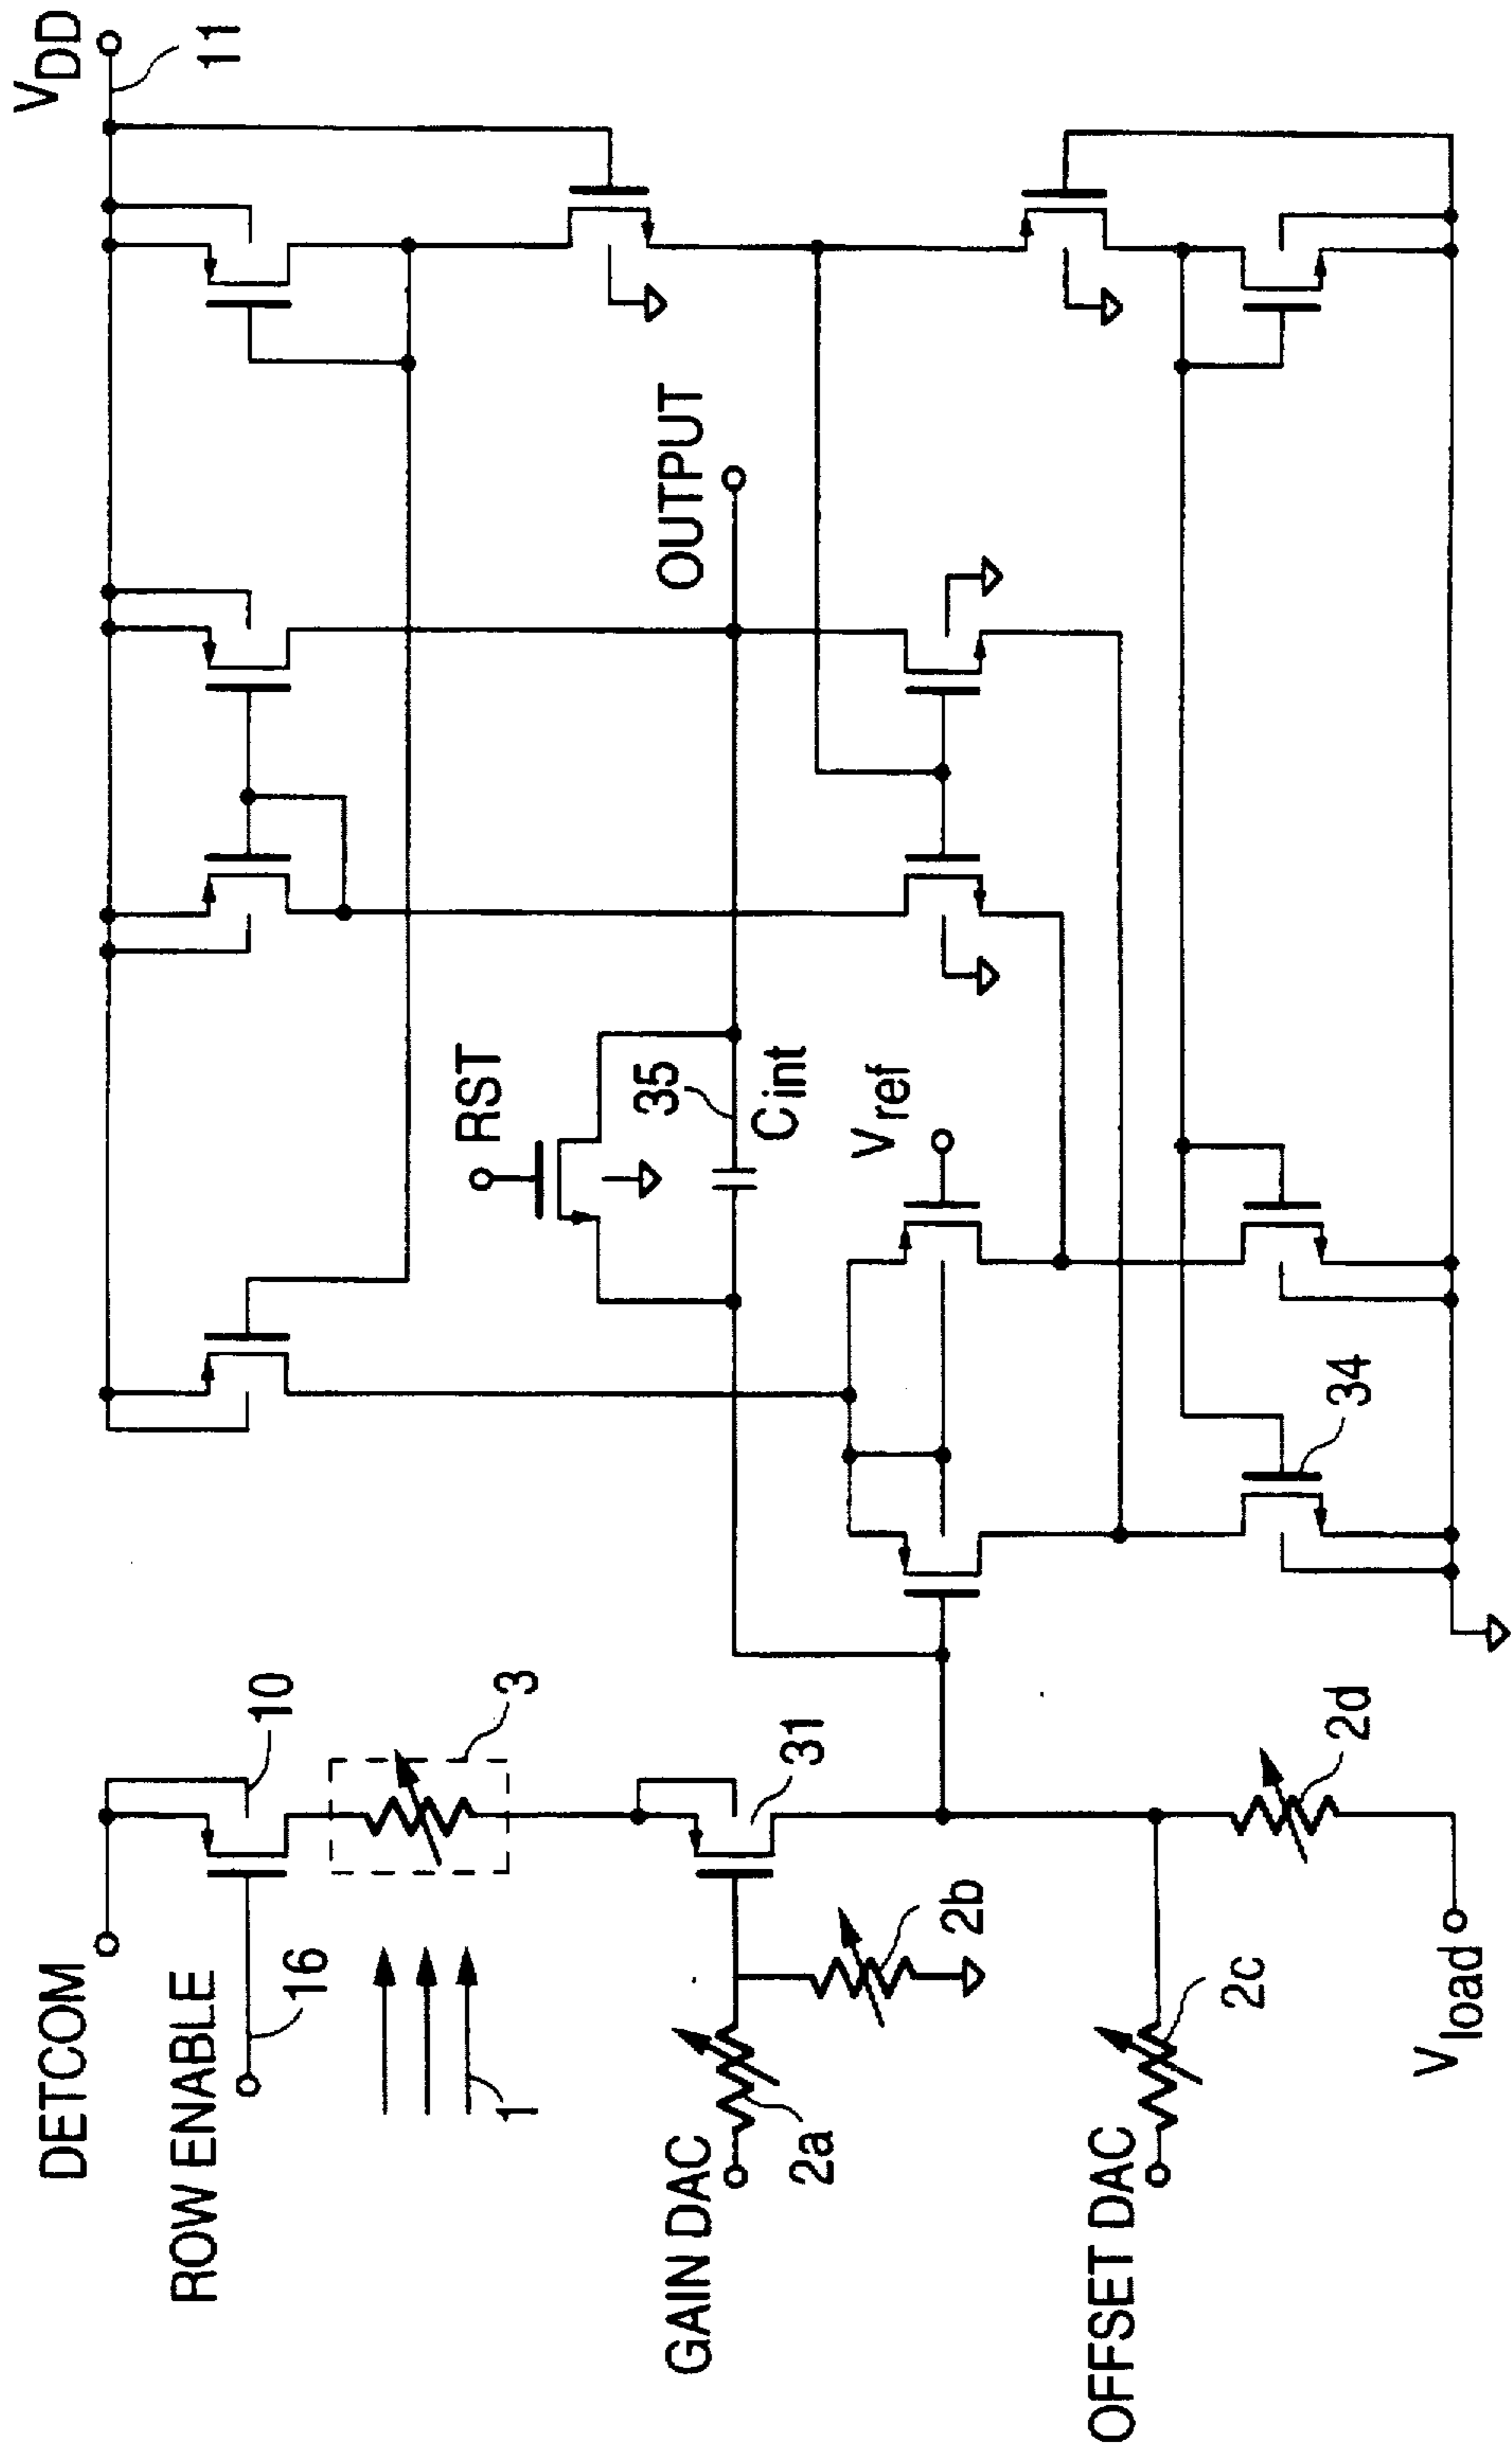 DETCOM
ROW ENABLE
16
10
1
3
GAIN DAC
2a
2b
31
OFFSET DAC
2c
2d
Vload
RST
35
Cint
Vref
34
OUTPUT
VDD
11